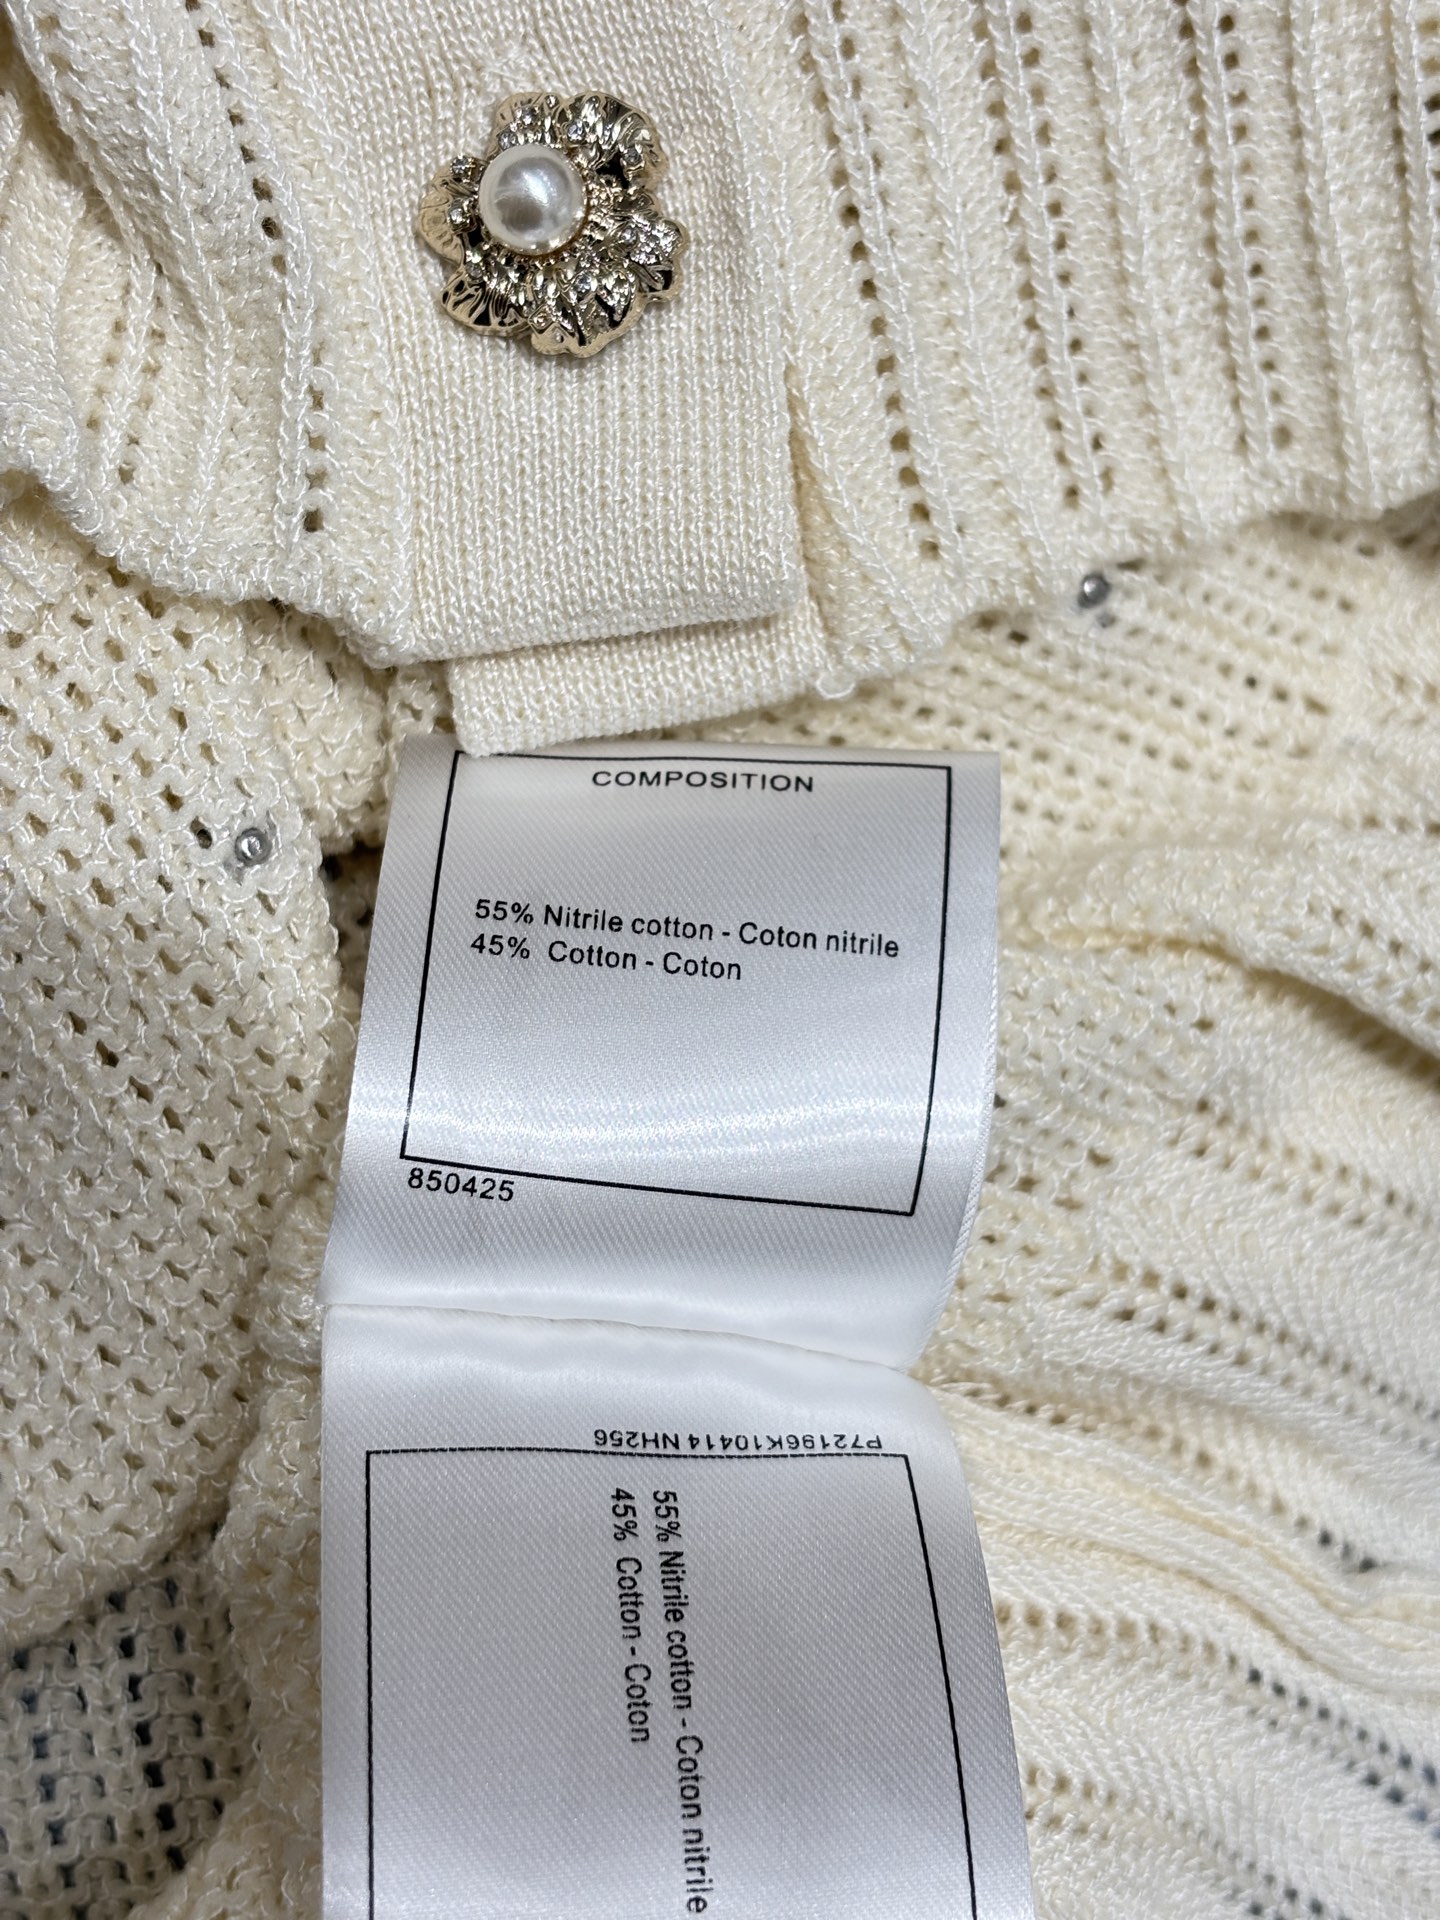 COMPOSITION
55% Nitrile cotton - Coton nitrile
45% Cotton - Coton
850425
P72196K10414 NH256
55% Nitrile cotton - Coton nitrile
45% Cotton - Coton